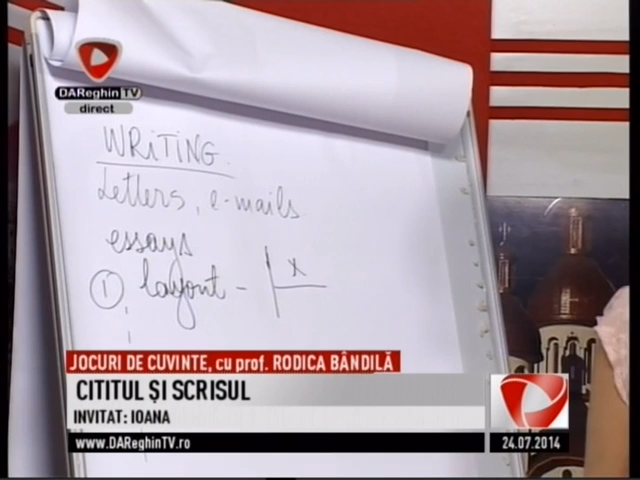 DAReghin TV
direct
WRITING
Letters, e-mails
essays
1 layout - x
JOCURI DE CUVINTE, cu prof. RODICA BÂNDILĂ
CITITUL ȘI SCRISUL
INVITAT: IOANA
www.DAReghinTV.ro 24.07.2014